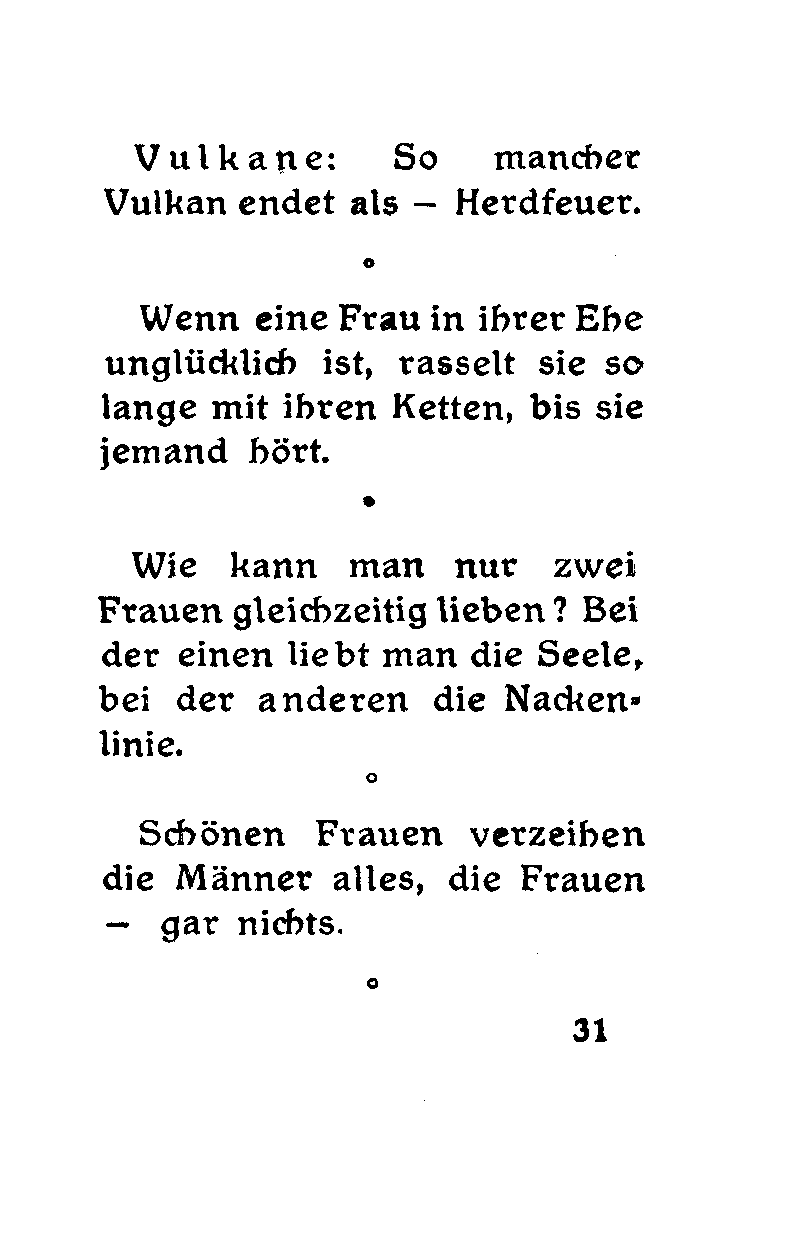 Vulkane: So mancher
Vulkan endet als — Herdfeuer.
Wenn eine Frau in ihrer Ehe
unglücklich ist, rasselt sie so
lange mit ihren Ketten, bis sie
jemand hört.
Wie kann man nur zwei
Frauen gleichzeitig lieben? Bei
der einen liebt man die Seele,
bei der anderen die Nacken-
linie.
Schönen Frauen verzeihen
die Männer alles, die Frauen
— gar nichts.
31